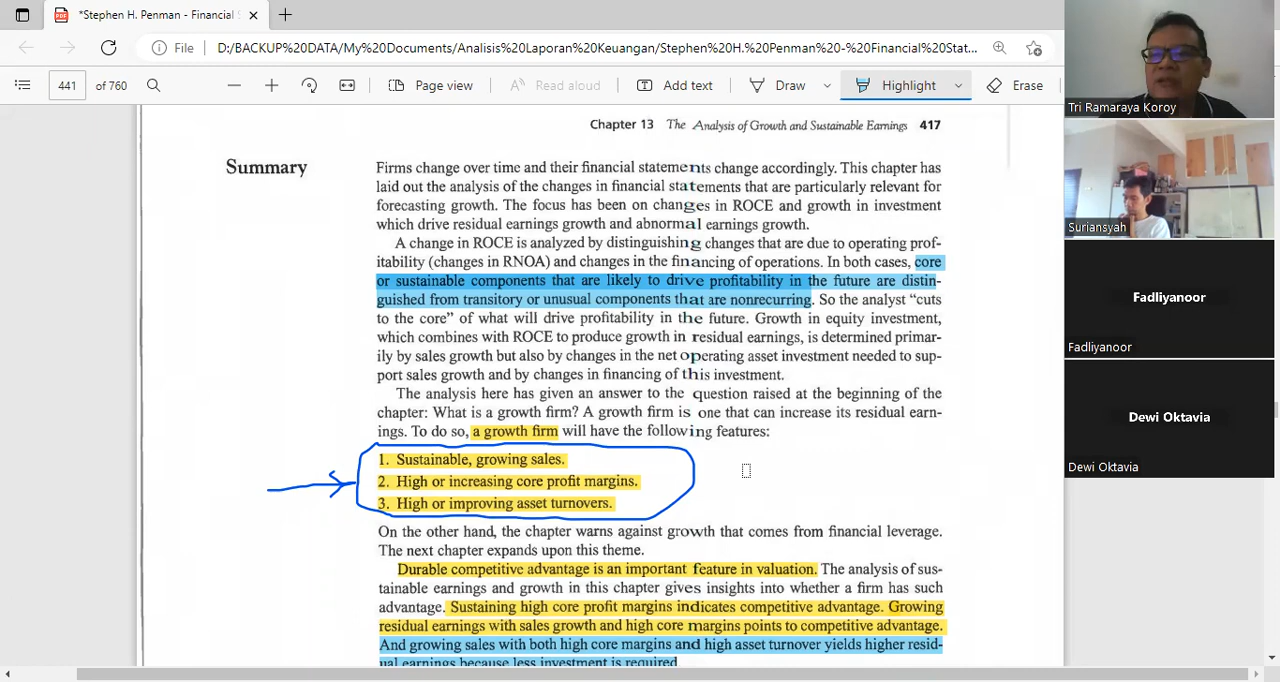 *Stephen H. Penman - Financial S
File
D:/BACKUP%20DATA/My%20Documents/Analisis%20Laporan%20Keuangan/Stephen%20H.%20Penman%20-%20Financial%20Stat...
441 of 760
Page view
Read aloud
Add text
Draw
Highlight
Erase
Chapter 13 The Analysis of Growth and Sustainable Earnings 417
Summary
Firms change over time and their financial statements change accordingly. This chapter has
laid out the analysis of the changes in financial statements that are particularly relevant for
forecasting growth. The focus has been on changes in ROCE and growth in investment
which drive residual earnings growth and abnormal earnings growth.
A change in ROCE is analyzed by distinguishing changes that are due to operating prof-
itability (changes in RNOA) and changes in the financing of operations. In both cases, core
or sustainable components that are likely to drive profitability in the future are distin-
guished from transitory or unusual components that are nonrecurring. So the analyst “cuts
to the core” of what will drive profitability in the future. Growth in equity investment,
which combines with ROCE to produce growth in residual earnings, is determined primar-
ily by sales growth but also by changes in the net operating asset investment needed to sup-
port sales growth and by changes in financing of this investment.
The analysis here has given an answer to the question raised at the beginning of the
chapter: What is a growth firm? A growth firm is one that can increase its residual earn-
ings. To do so, a growth firm will have the following features:
1. Sustainable, growing sales.
2. High or increasing core profit margins.
3. High or improving asset turnovers.
On the other hand, the chapter warns against growth that comes from financial leverage.
The next chapter expands upon this theme.
Durable competitive advantage is an important feature in valuation. The analysis of sus-
tainable earnings and growth in this chapter gives insights into whether a firm has such
advantage. Sustaining high core profit margins indicates competitive advantage. Growing
residual earnings with sales growth and high core margins points to competitive advantage.
And growing sales with both high core margins and high asset turnover yields higher resid-
ual earnings because less investment is required
Tri Ramaraya Koroy
Suriansyah
Fadliyanoor
Fadliyanoor
Dewi Oktavia
Dewi Oktavia